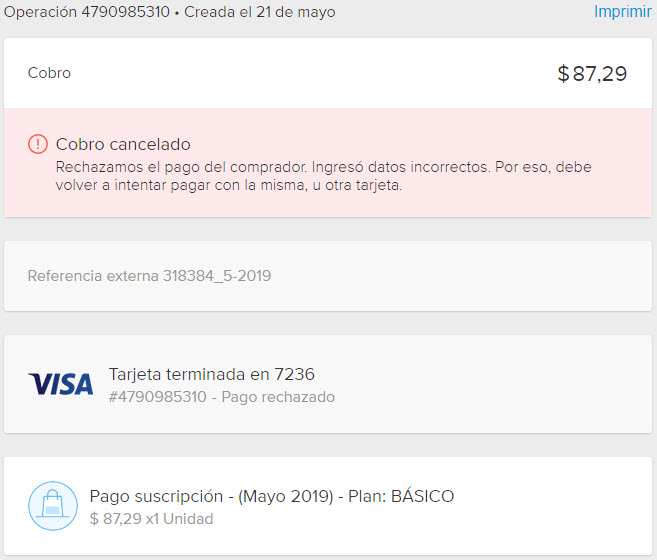 Operación 4790985310 • Creada el 21 de mayo Imprimir
Cobro $ 87,29
Cobro cancelado
Rechazamos el pago del comprador. Ingresó datos incorrectos. Por eso, debe
volver a intentar pagar con la misma, u otra tarjeta.
Referencia externa 318384_5-2019
VISA
Tarjeta terminada en 7236
#4790985310 - Pago rechazado
Pago suscripción - (Mayo 2019) - Plan: BÁSICO
$ 87,29 x1 Unidad